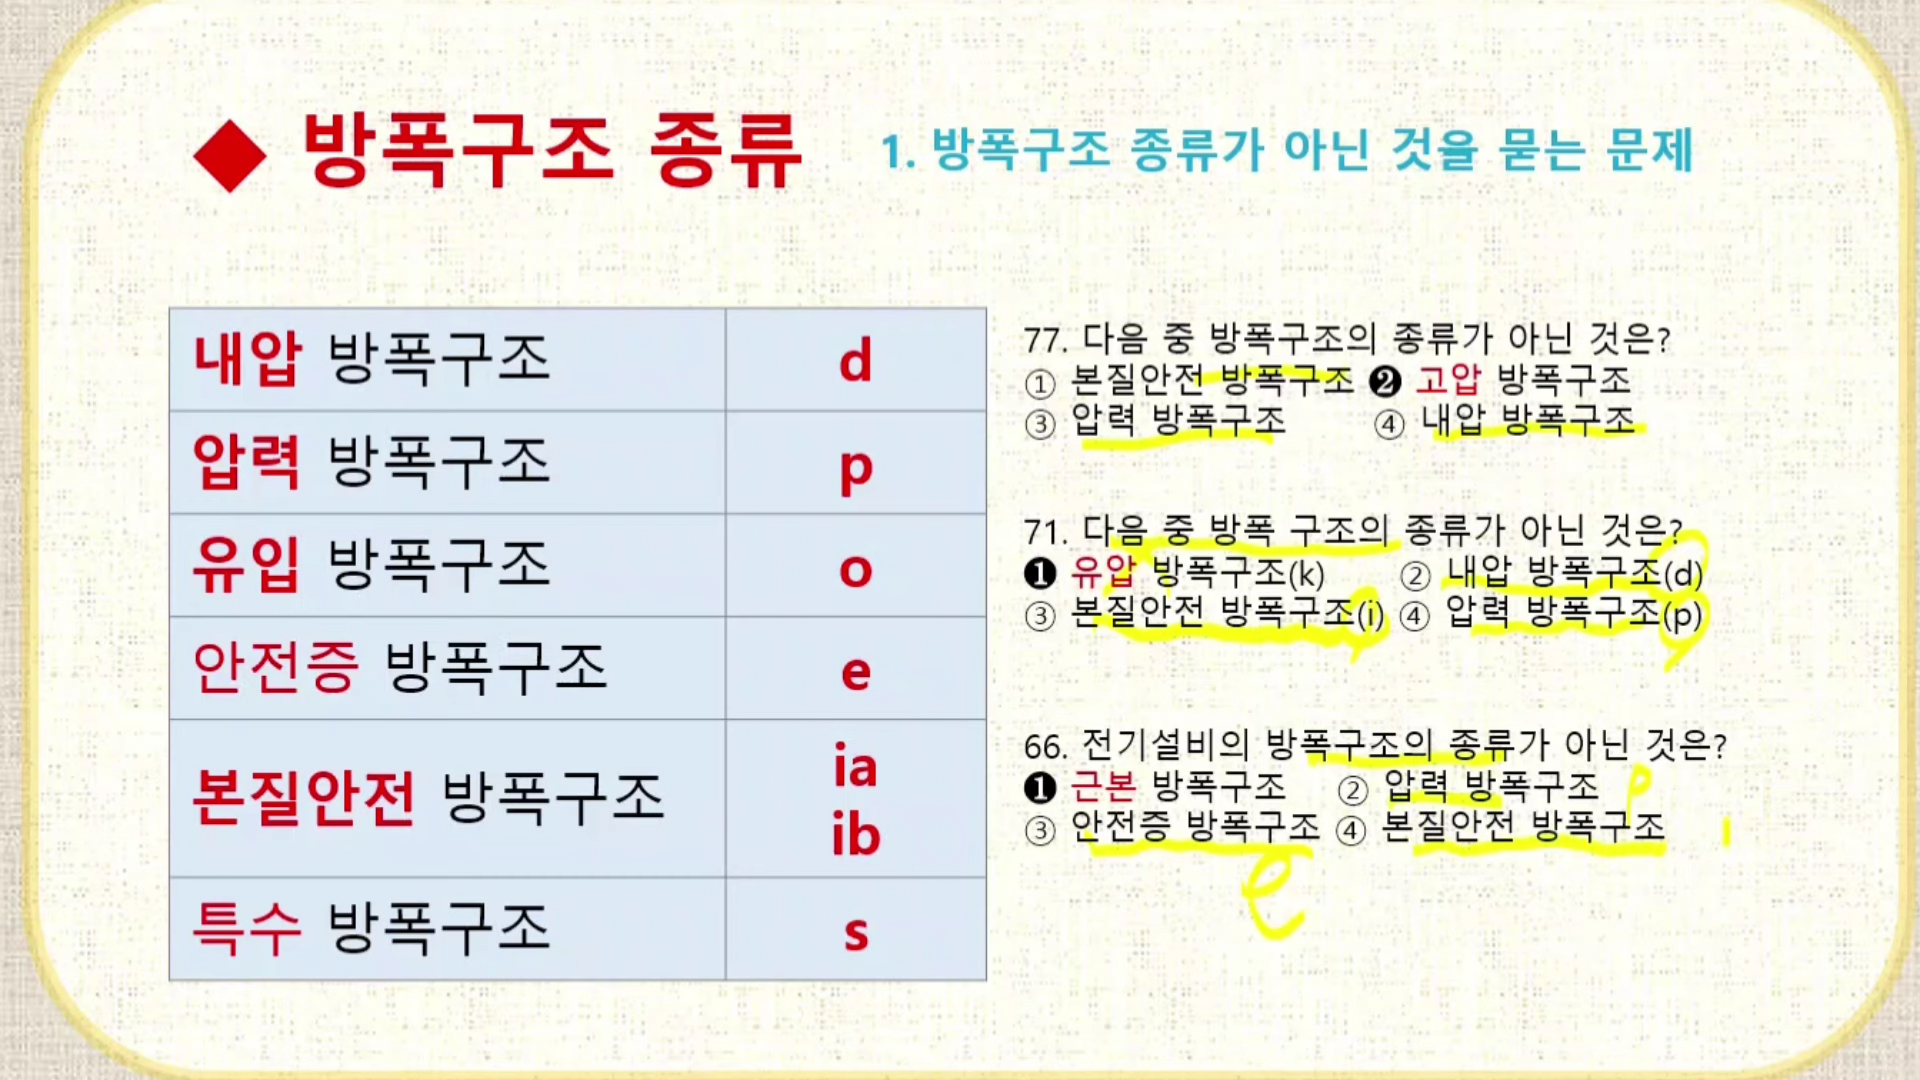 ◆ 방폭구조 종류
1. 방폭구조 종류가 아닌 것을 묻는 문제
내압 방폭구조 d
압력 방폭구조 p
유입 방폭구조 o
안전증 방폭구조 e
본질안전 방폭구조 ia
ib
특수 방폭구조 s
77. 다음 중 방폭구조의 종류가 아닌 것은?
① 본질안전 방폭구조 ❷ 고압 방폭구조
③ 압력 방폭구조 ④ 내압 방폭구조
71. 다음 중 방폭 구조의 종류가 아닌 것은?
❶ 유압 방폭구조(k) ② 내압 방폭구조(d)
③ 본질안전 방폭구조(i) ④ 압력 방폭구조(p)
66. 전기설비의 방폭구조의 종류가 아닌 것은?
❶ 근본 방폭구조 ② 압력 방폭구조 p
③ 안전증 방폭구조 ④ 본질안전 방폭구조 i
e